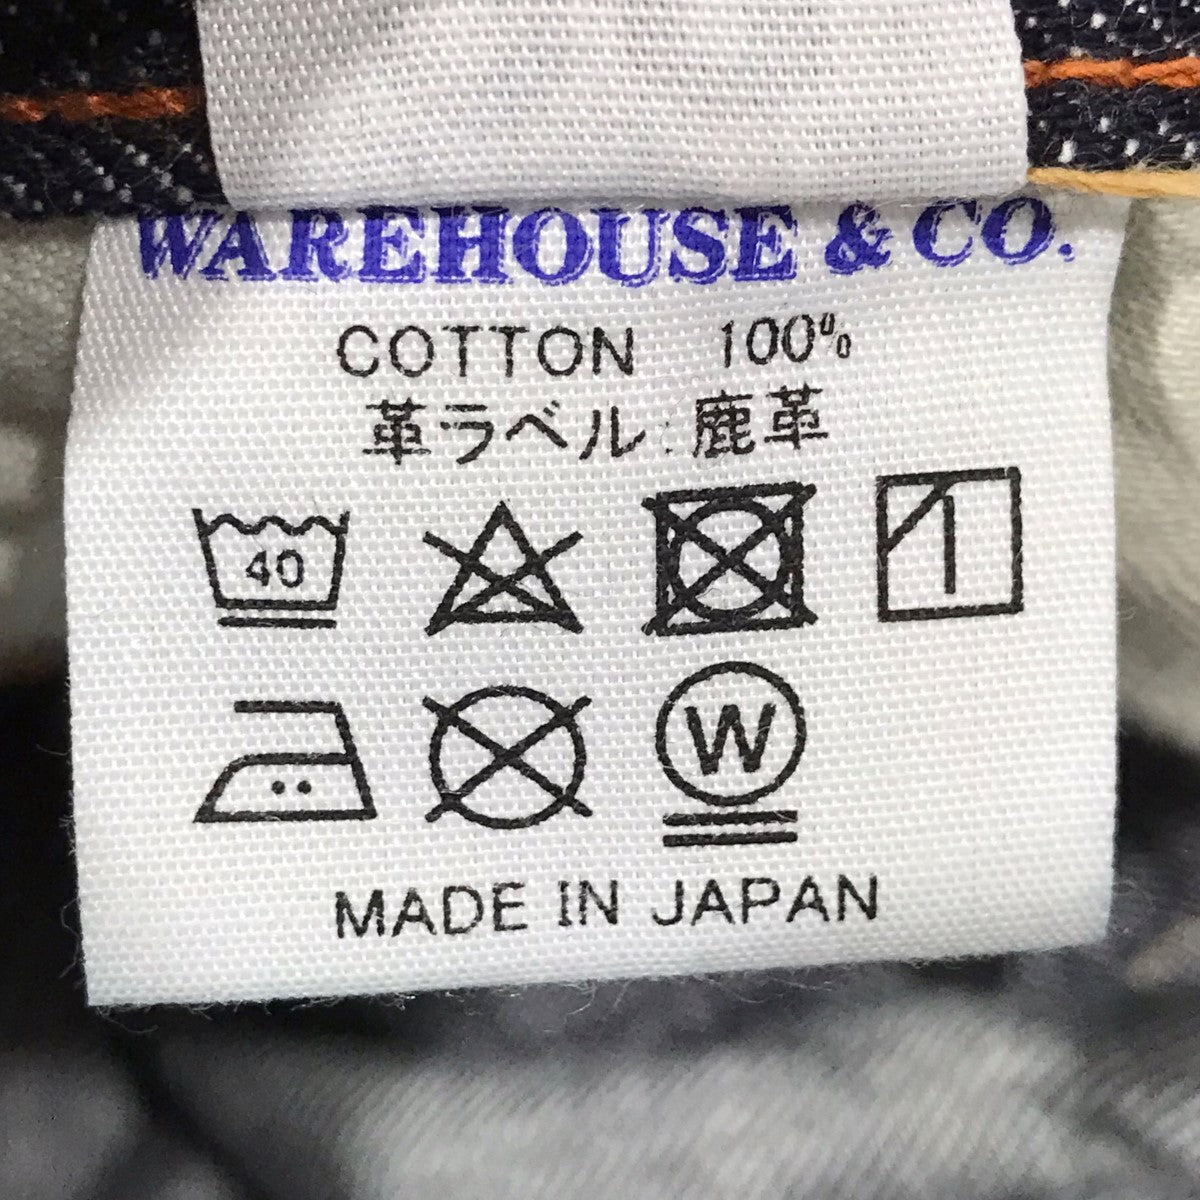 WAREHOUSE & CO.
COTTON 100%
革ラベル:鹿革
40
W
MADE IN JAPAN